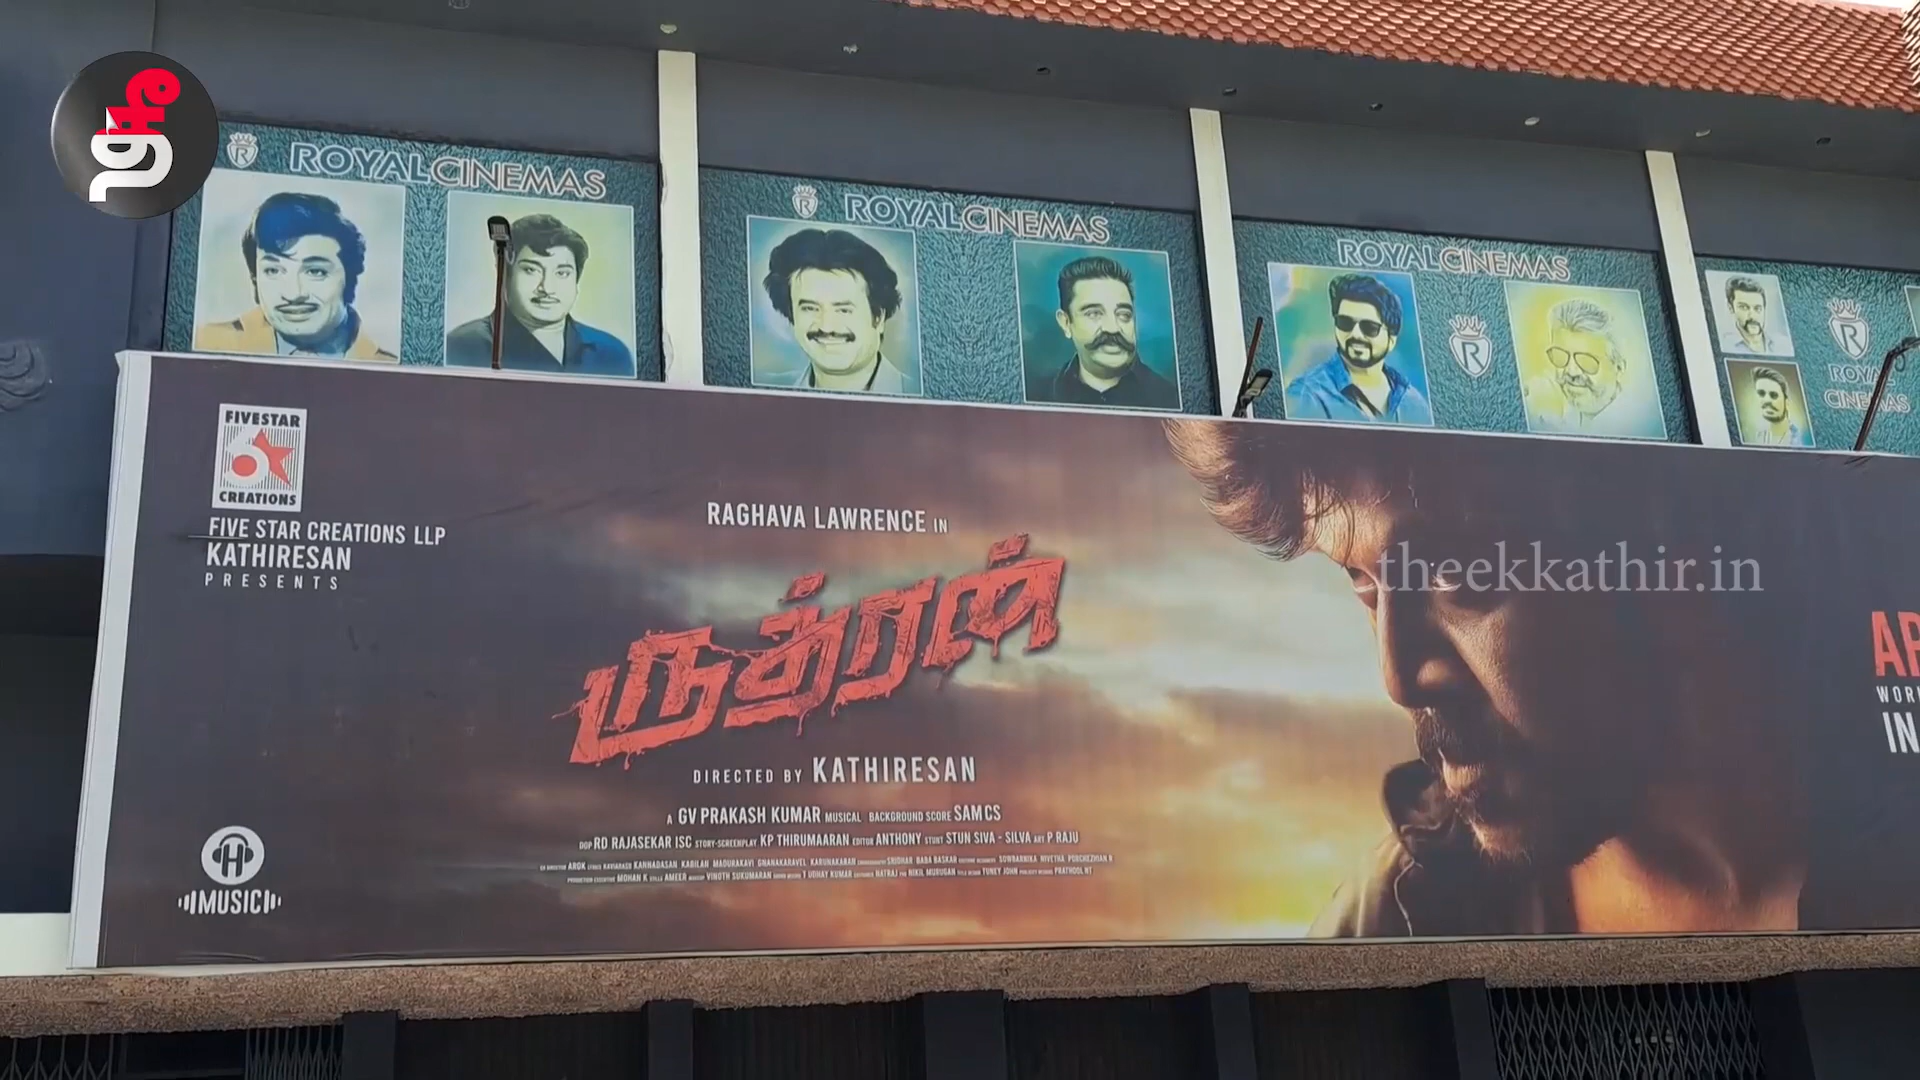 தீ
ROYALCINEMAS
ROYALCINEMAS
ROYALCINEMAS
R
R
R
R
ROYAL
CINEMAS
FIVESTAR
CREATIONS
FIVE STAR CREATIONS LLP
KATHIRESAN
PRESENTS
RAGHAVA LAWRENCE IN
ருத்ரன்
theekkathir.in
DIRECTED BY KATHIRESAN
A GV PRAKASH KUMAR MUSICAL BACKGROUND SCORE SAM CS
DOP RD RAJASEKAR ISC STORY-SCREENPLAY KP THIRUMAARAN EDITOR ANTHONY STUNT STUN SIVA - SILVA ART P RAJU
MUSIC
IN